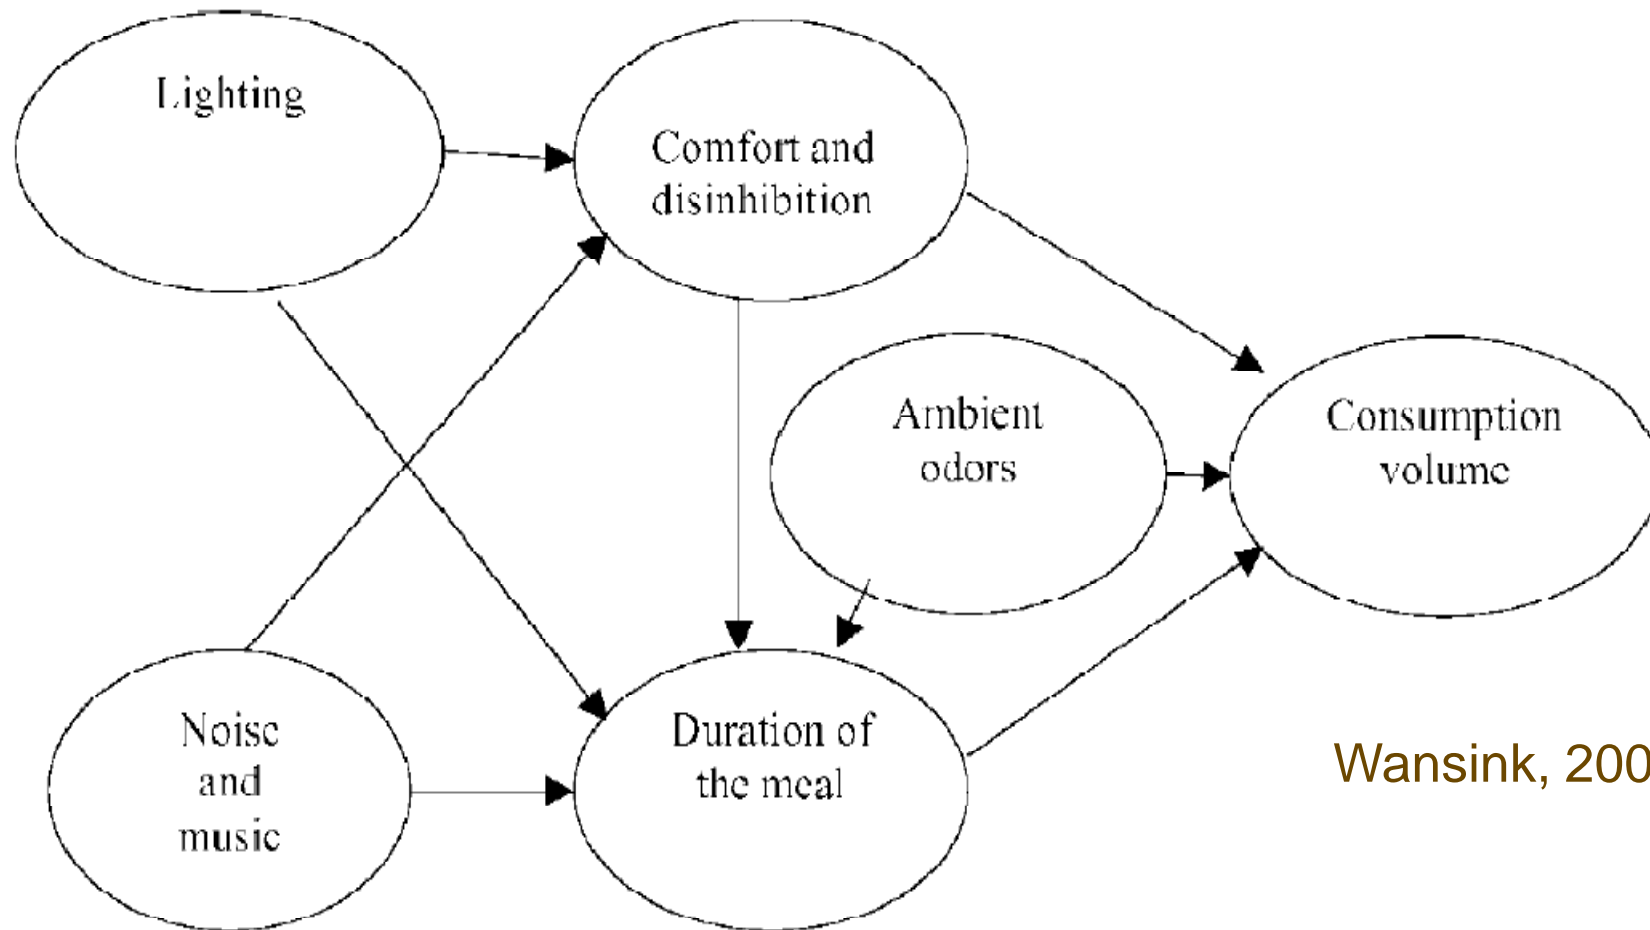 Lighting
Comfort and
disinhibition
Ambient
odors
Consumption
volume
Noise
and
music
Duration of
the meal
Wansink, 200